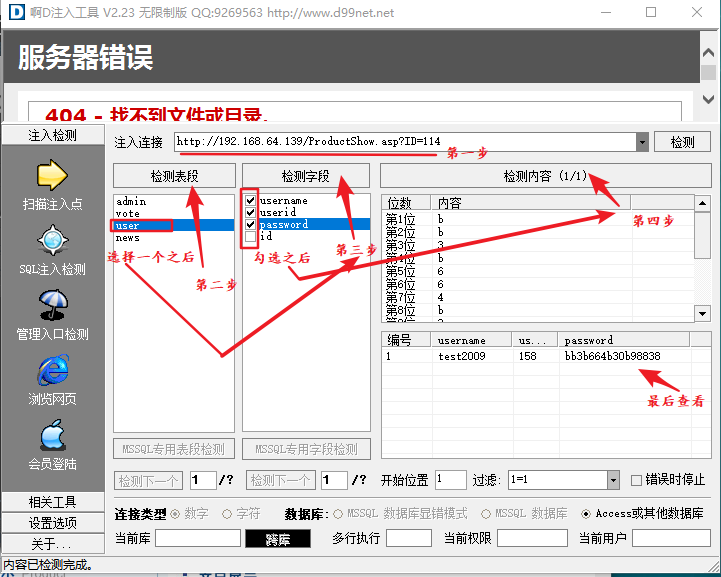 啊D注入工具 V2.23 无限制版 QQ:9269563 http://www.d99net.net
服务器错误
404 - 找不到文件或目录.
注入检测
注入连接
http://192.168.64.139/ProductShow.asp?ID=114
检测
第一步
检测表段
检测字段
检测内容 (1/1)
扫描注入点
SQL注入检测
管理入口检测
浏览网页
会员登陆
相关工具
设置选项
关于...
admin
vote
user
news
选择一个之后
第二步
username
userid
password
id
勾选之后
第三步
第四步
位数 内容
第1位 b
第2位 b
第3位 3
第4位 b
第5位 6
第6位 6
第7位 4
第8位 b
编号 username us... password
1 test2009 158 bb3b664b30b98838
最后查看
MSSQL专用表段检测
MSSQL专用字段检测
检测下一个 1 /?
检测下一个 1 /?
开始位置 1
过滤: 1=1
错误时停止
连接类型 数字 字符
数据库: MSSQL 数据库显错模式 MSSQL 数据库 Access或其他数据库
当前库 跨库 多行执行 当前权限 当前用户
内容已检测完成。